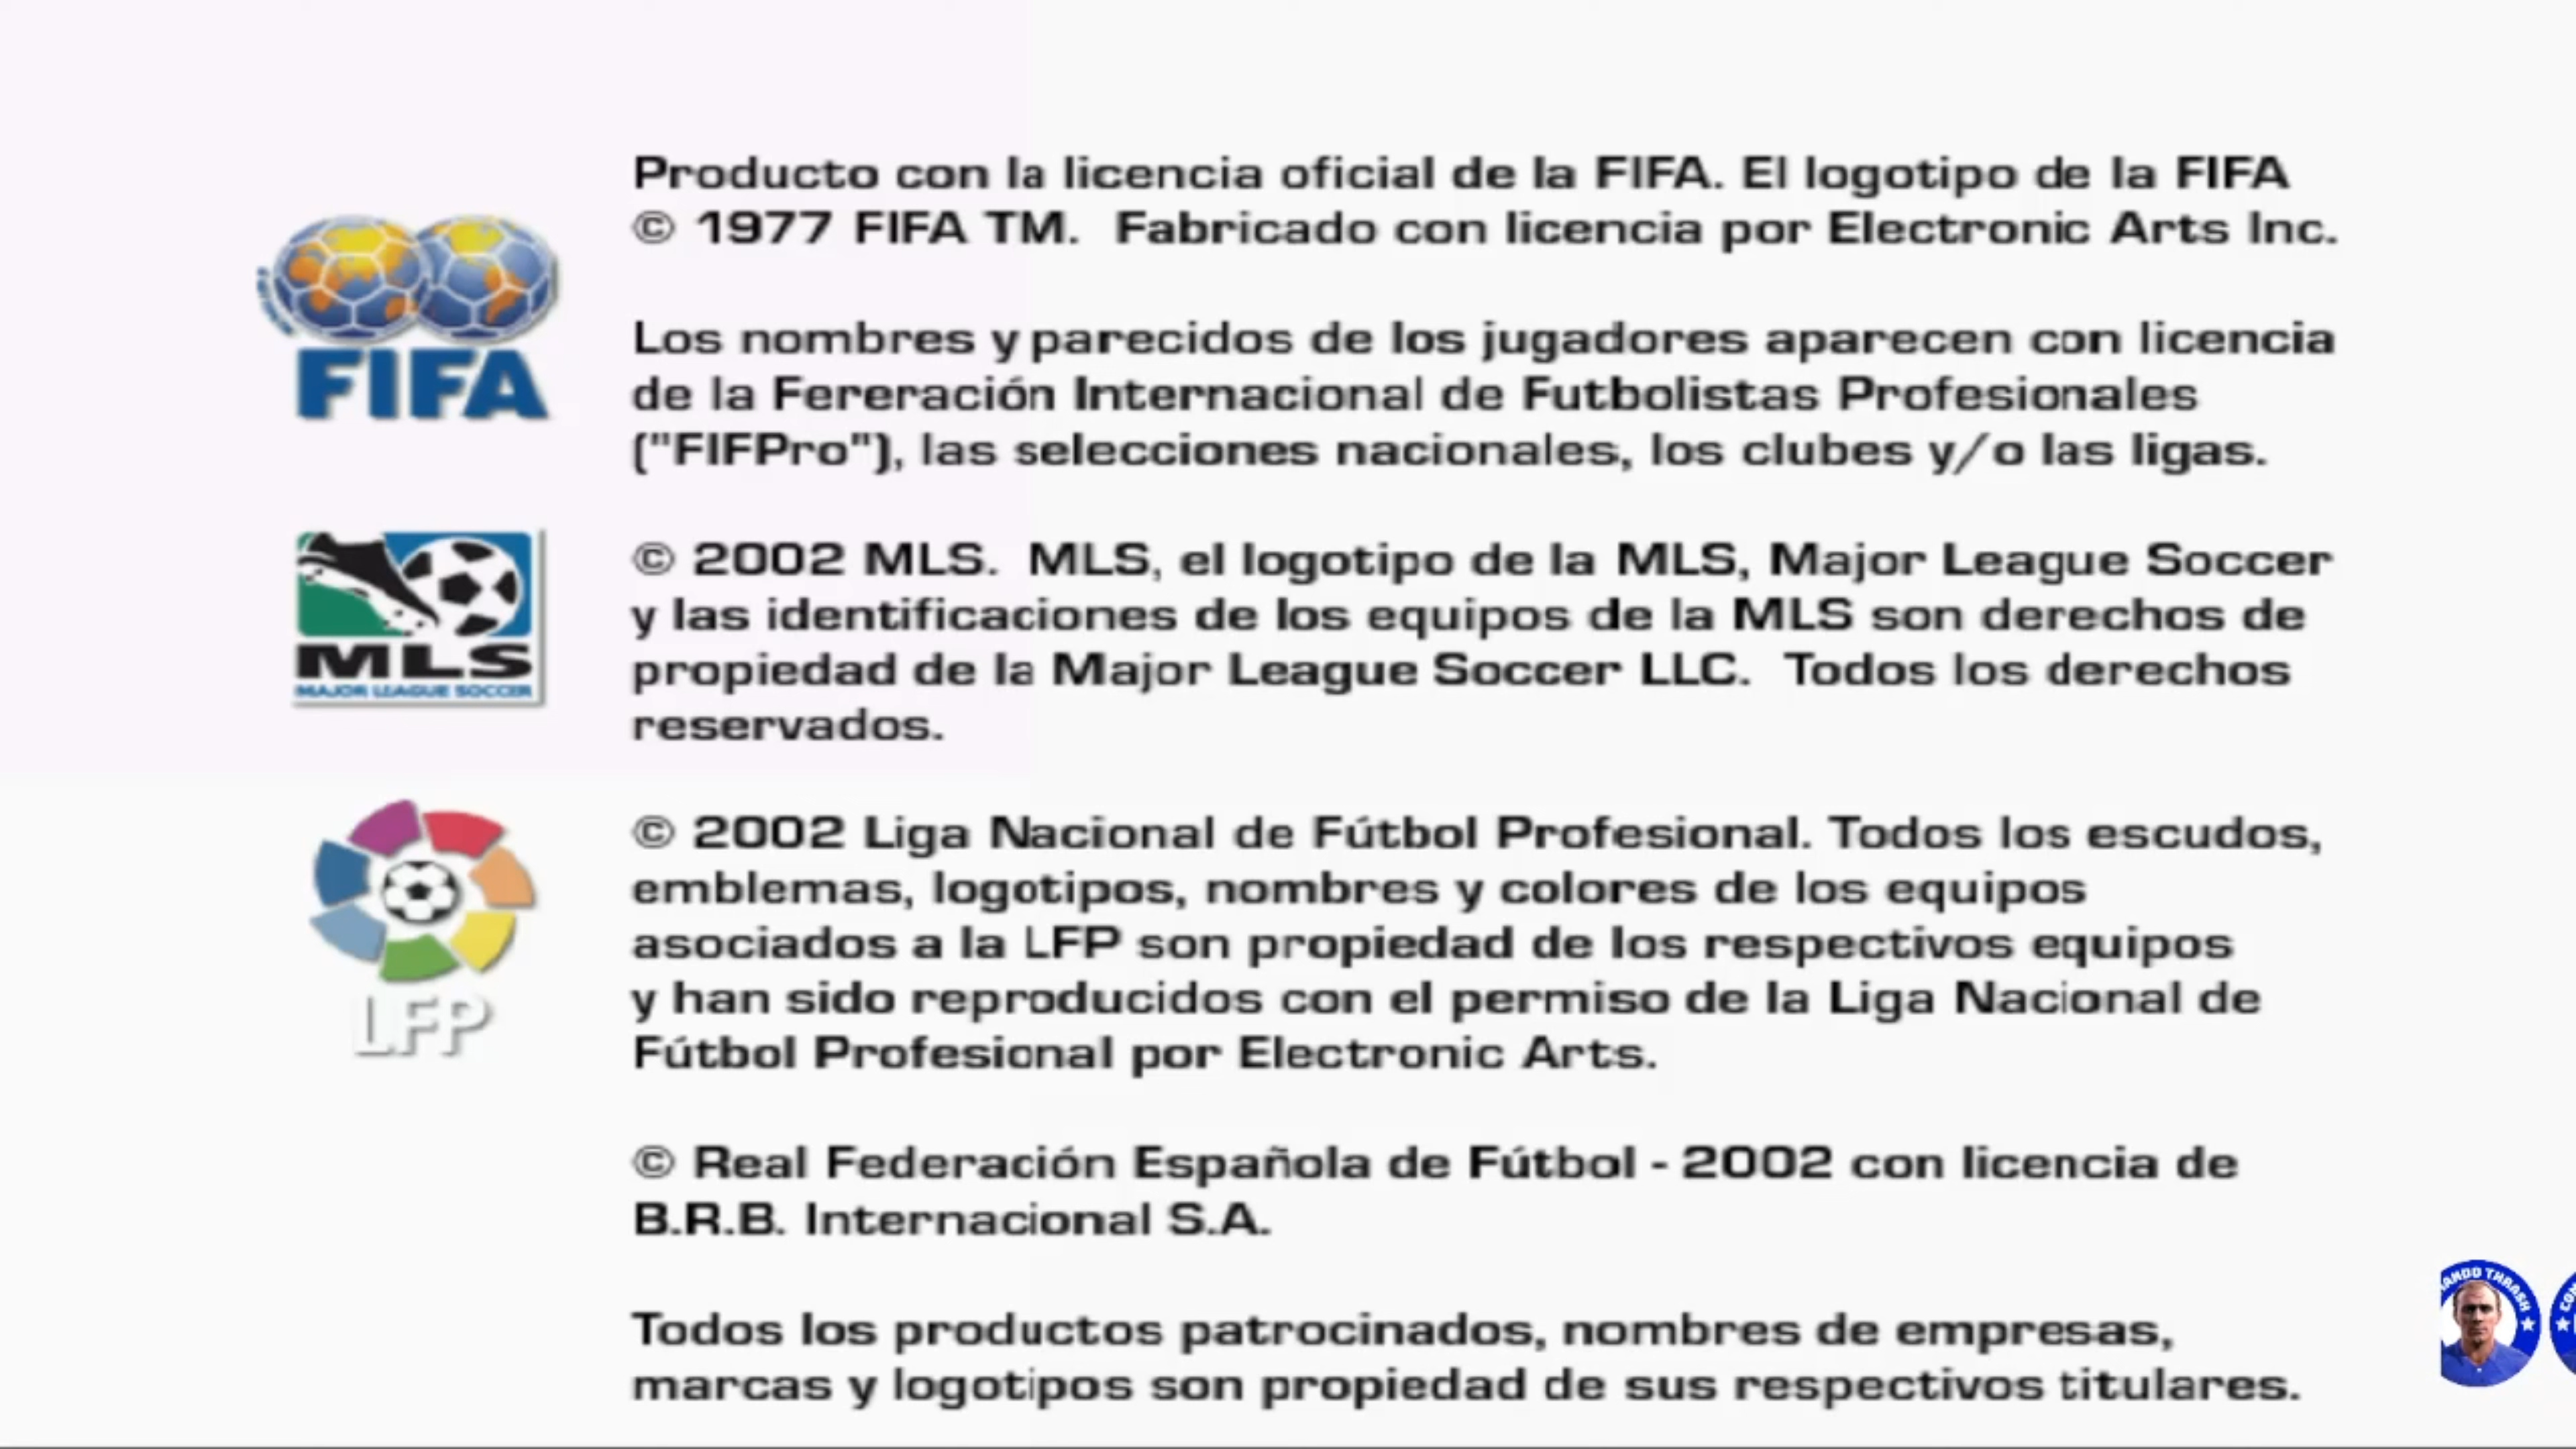 Producto con la licencia oficial de la FIFA. El logotipo de la FIFA
© 1977 FIFA TM. Fabricado con licencia por Electronic Arts Inc.
FIFA
Los nombres y parecidos de los jugadores aparecen con licencia
de la Fereración Internacional de Futbolistas Profesionales
("FIFPro"), las selecciones nacionales, los clubes y/o las ligas.
© 2002 MLS. MLS, el logotipo de la MLS, Major League Soccer
y las identificaciones de los equipos de la MLS son derechos de
propiedad de la Major League Soccer LLC. Todos los derechos
reservados.
MLS
MAJOR LEAGUE SOCCER
© 2002 Liga Nacional de Fútbol Profesional. Todos los escudos,
emblemas, logotipos, nombres y colores de los equipos
asociados a la LFP son propiedad de los respectivos equipos
y han sido reproducidos con el permiso de la Liga Nacional de
Fútbol Profesional por Electronic Arts.
LFP
© Real Federación Española de Fútbol - 2002 con licencia de
B.R.B. Internacional S.A.
Todos los productos patrocinados, nombres de empresas,
marcas y logotipos son propiedad de sus respectivos titulares.
THRASH